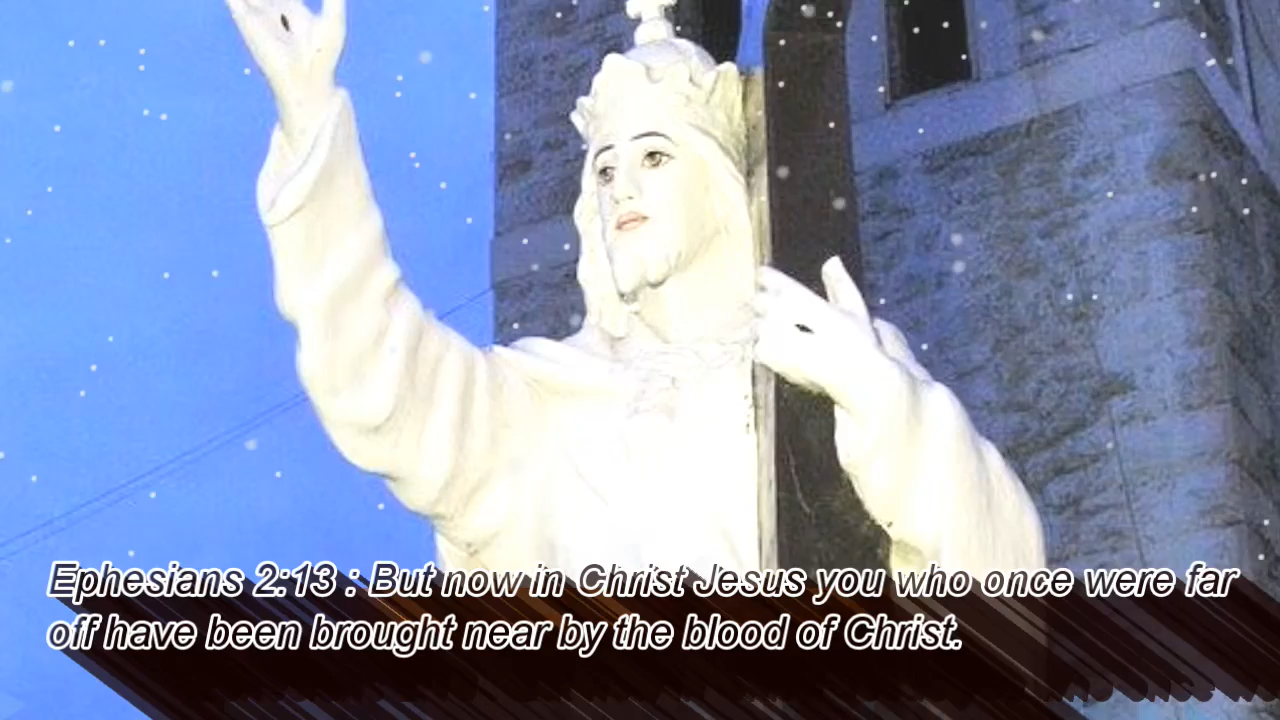 Ephesians 2:13 : But now in Christ Jesus you who once were far
off have been brought near by the blood of Christ.